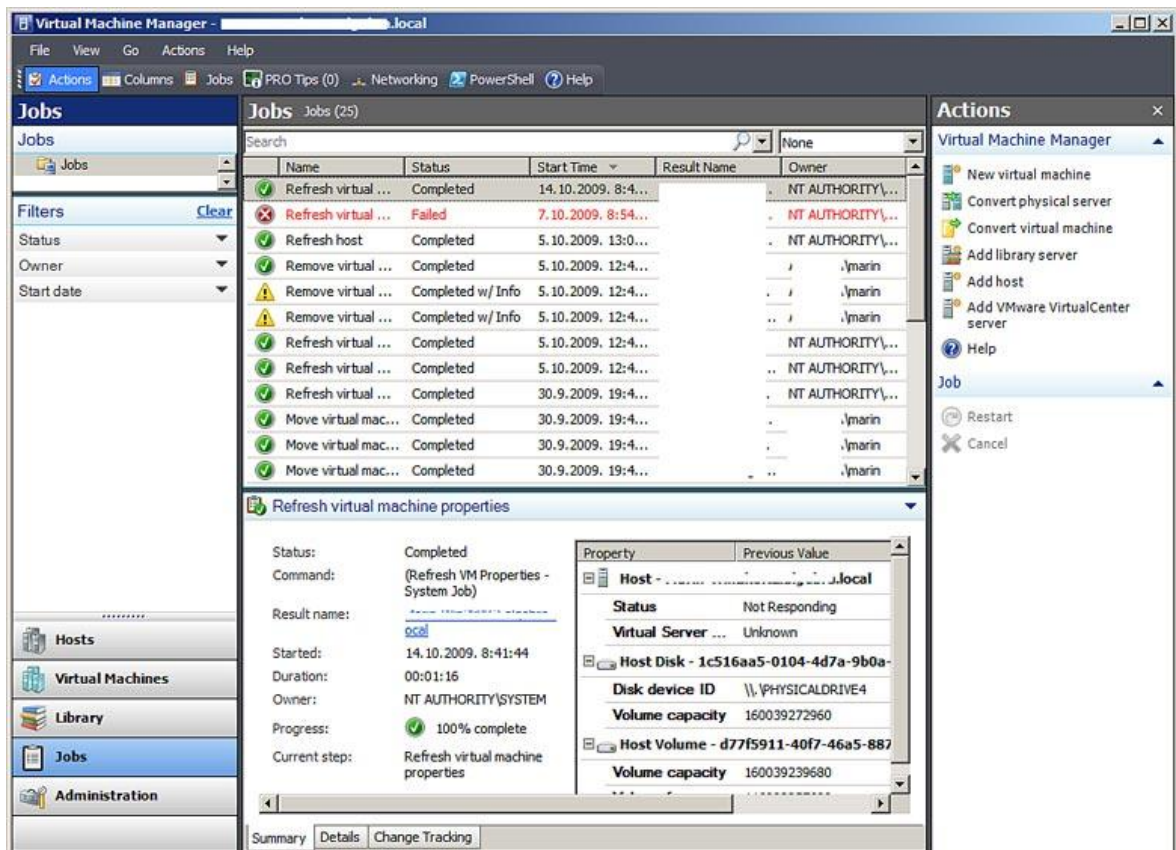 Virtual Machine Manager - .local
File View Go Actions Help
Actions Columns Jobs PRO Tips (0) Networking PowerShell Help
Jobs
Jobs
Jobs
Filters Clear
Status
Owner
Start date
Hosts
Virtual Machines
Library
Jobs
Administration
Jobs Jobs (25)
Search None
Name Status Start Time Result Name Owner
Refresh virtual ... Completed 14.10.2009. 8:4... . NT AUTHORITY\...
Refresh virtual ... Failed 7.10.2009. 8:54... . NT AUTHORITY\...
Refresh host Completed 5.10.2009. 13:0... . NT AUTHORITY\...
Remove virtual ... Completed 5.10.2009. 12:4... .\marin
Remove virtual ... Completed w/ Info 5.10.2009. 12:4... . .\marin
Remove virtual ... Completed w/ Info 5.10.2009. 12:4... .. .\marin
Refresh virtual ... Completed 5.10.2009. 12:4... NT AUTHORITY\...
Refresh virtual ... Completed 5.10.2009. 12:4... .. NT AUTHORITY\...
Refresh virtual ... Completed 30.9.2009. 19:4... . NT AUTHORITY\...
Move virtual mac... Completed 30.9.2009. 19:4... . .\marin
Move virtual mac... Completed 30.9.2009. 19:4... . .\marin
Move virtual mac... Completed 30.9.2009. 19:4... .. .\marin
Refresh virtual machine properties
Status: Completed
Command: (Refresh VM Properties -
System Job)
Result name:
ocal
Started: 14.10.2009. 8:41:44
Duration: 00:01:16
Owner: NT AUTHORITY\SYSTEM
Progress: 100% complete
Current step: Refresh virtual machine
properties
Property Previous Value
Host - .local
Status Not Responding
Virtual Server ... Unknown
Host Disk - 1c516aa5-0104-4d7a-9b0a-
Disk device ID \\.\PHYSICALDRIVE4
Volume capacity 160039272960
Host Volume - d77f5911-40f7-46a5-887
Volume capacity 160039239680
Summary Details Change Tracking
Actions
Virtual Machine Manager
New virtual machine
Convert physical server
Convert virtual machine
Add library server
Add host
Add VMware VirtualCenter
server
Help
Job
Restart
Cancel